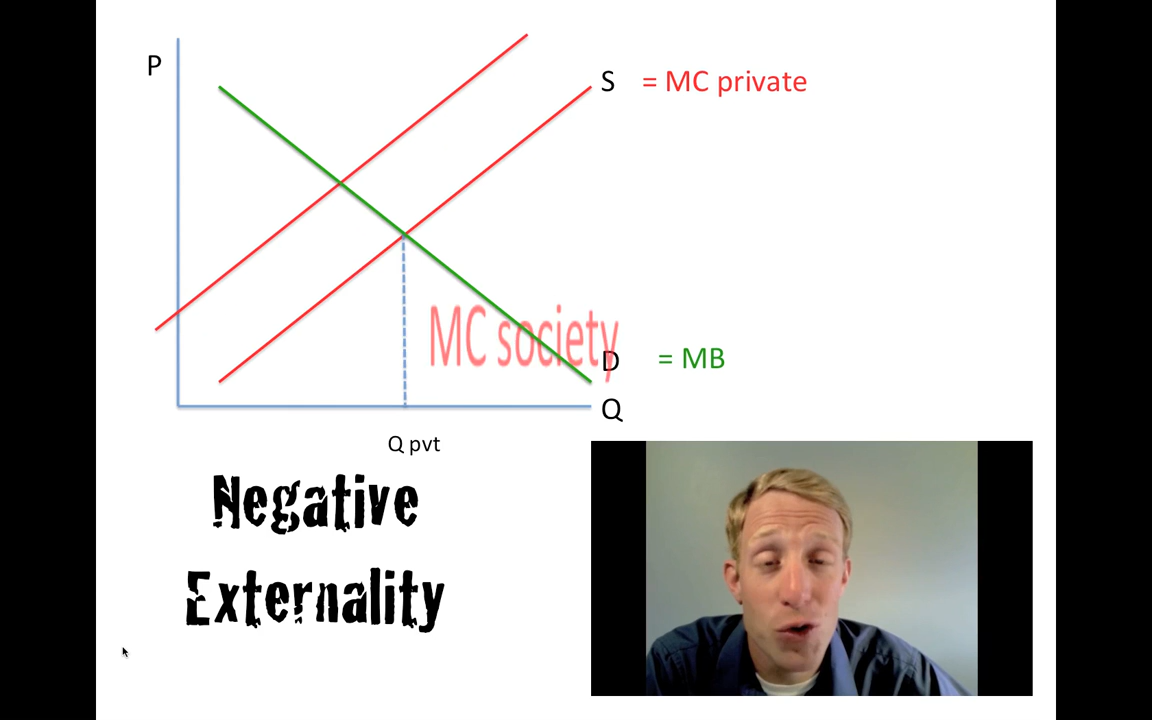 P
S = MC private
MC society
D = MB
Q
Q pvt
Negative
Externality